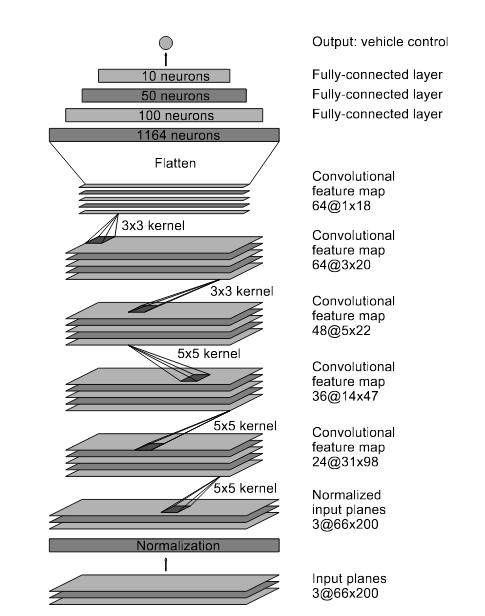 Output: vehicle control
10 neurons
Fully-connected layer
50 neurons
Fully-connected layer
100 neurons
Fully-connected layer
1164 neurons
Flatten
Convolutional
feature map
64@1x18
3x3 kernel
Convolutional
feature map
64@3x20
3x3 kernel
Convolutional
feature map
48@5x22
5x5 kernel
Convolutional
feature map
36@14x47
5x5 kernel
Convolutional
feature map
24@31x98
5x5 kernel
Normalized
input planes
3@66x200
Normalization
Input planes
3@66x200